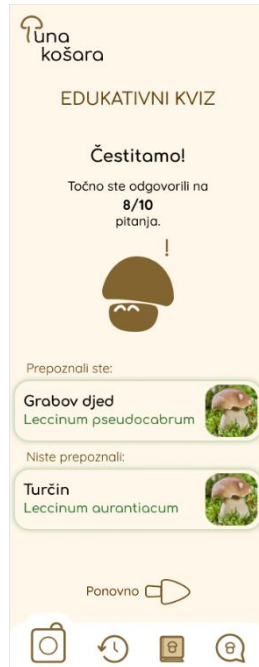 Puna
košara
EDUKATIVNI KVIZ
Čestitamo!
Točno ste odgovorili na
8/10
pitanja.
!
Prepoznali ste:
Grabov djed
Leccinum pseudocabrum
Niste prepoznali:
Turčin
Leccinum aurantiacum
Ponovno